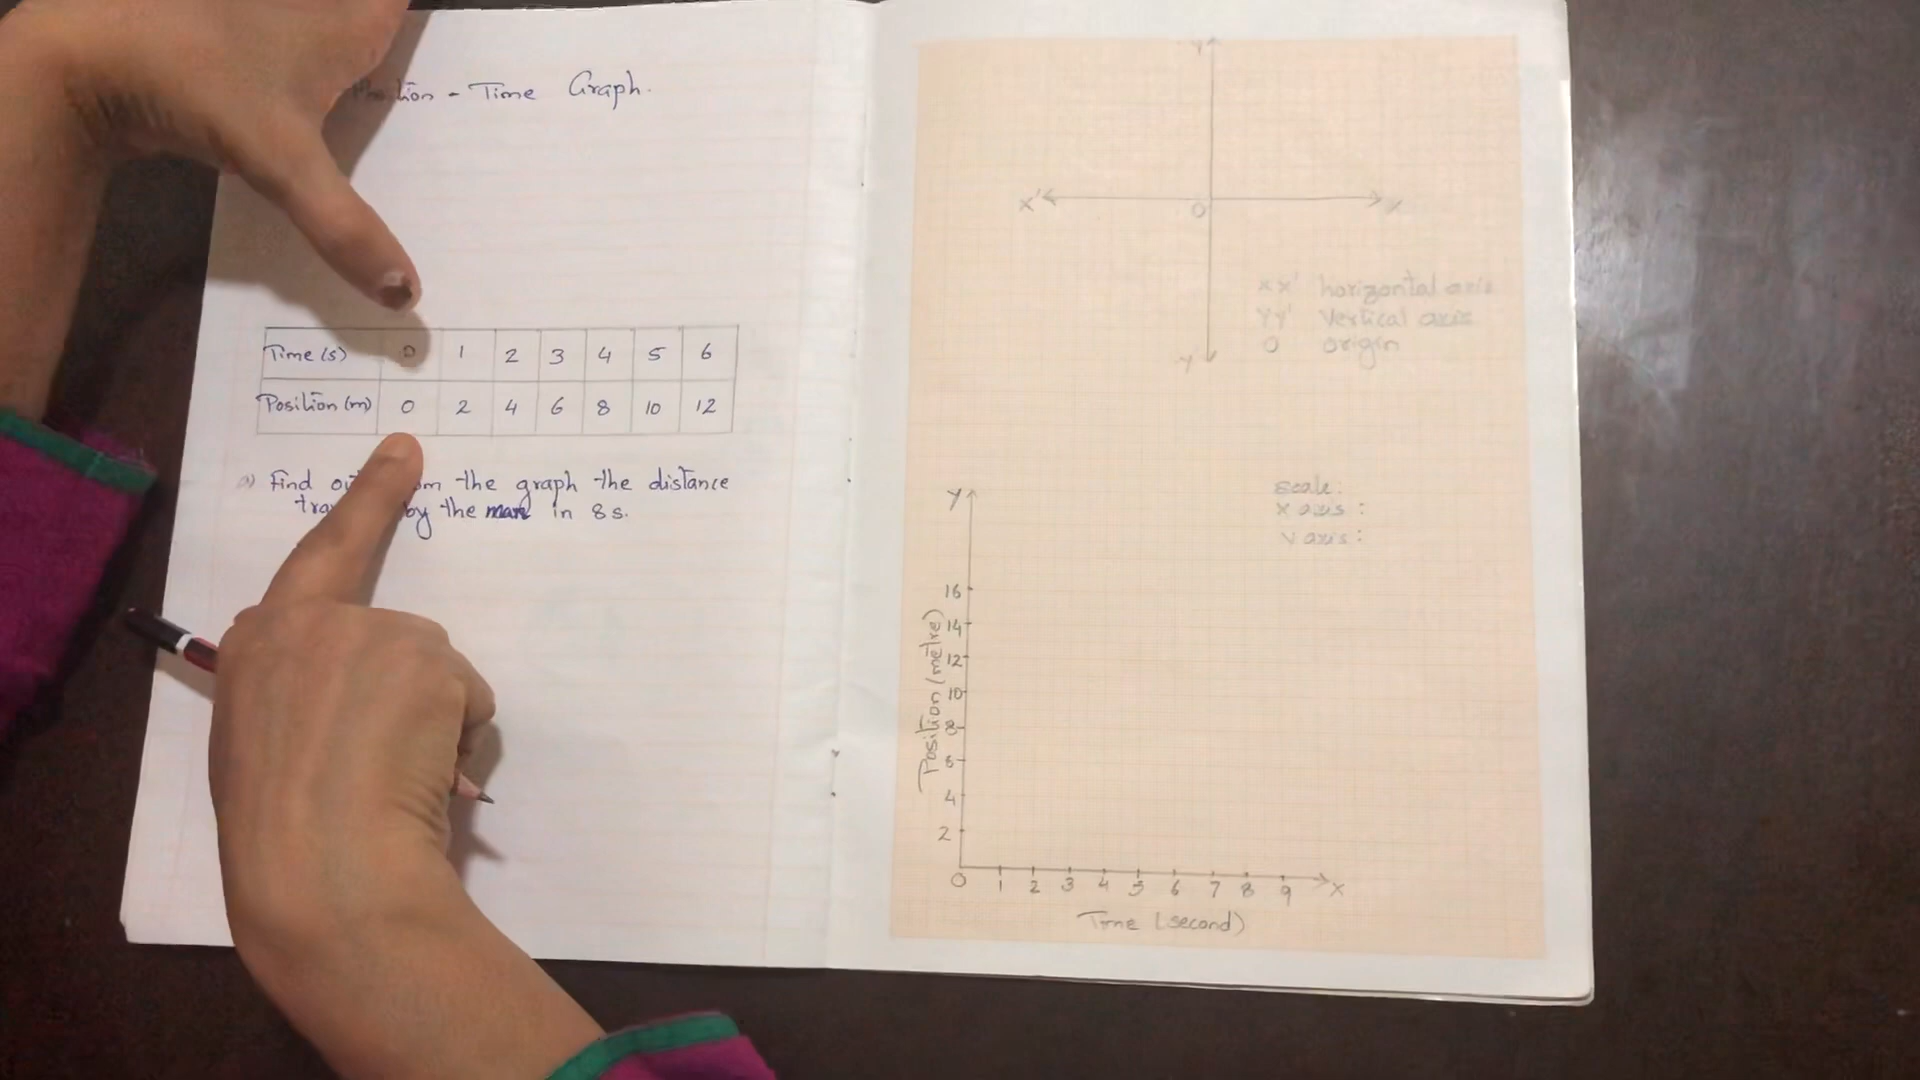 - Time Graph.
Time (s) 0 1 2 3 4 5 6
Position (m) 0 2 4 6 8 10 12
a) Find the graph the distance
by the man in 8s.
Y
X' O X
Y'
XX' horizontal axis
YY' Vertical axis
O origin
Scale:
X axis:
Y axis:
Y
16
14
12
10
8
6
4
2
Position (metre)
0 1 2 3 4 5 6 7 8 9 X
Time (second)